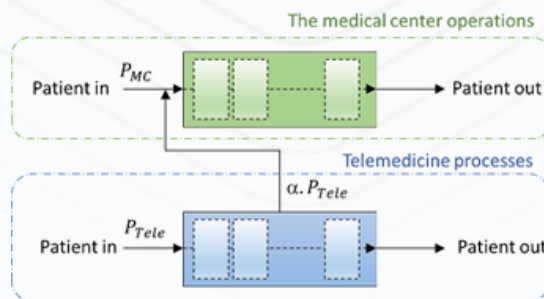 The medical center operations
Patient in
P_MC
Patient out
Telemedicine processes
α. P_Tele
P_Tele
Patient in
Patient out